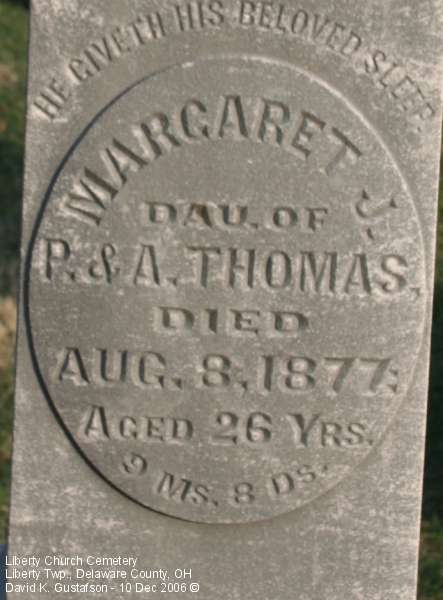 HE GIVETH HIS BELOVED SLEEP.
MARGARET J.
DAU. OF
P. & A. THOMAS,
DIED
AUG. 8, 1877;
AGED 26 YRS.
9 MS. 8 DS.
Liberty Church Cemetery
Liberty Twp., Delaware County, OH
David K. Gustafson - 10 Dec 2006 ©